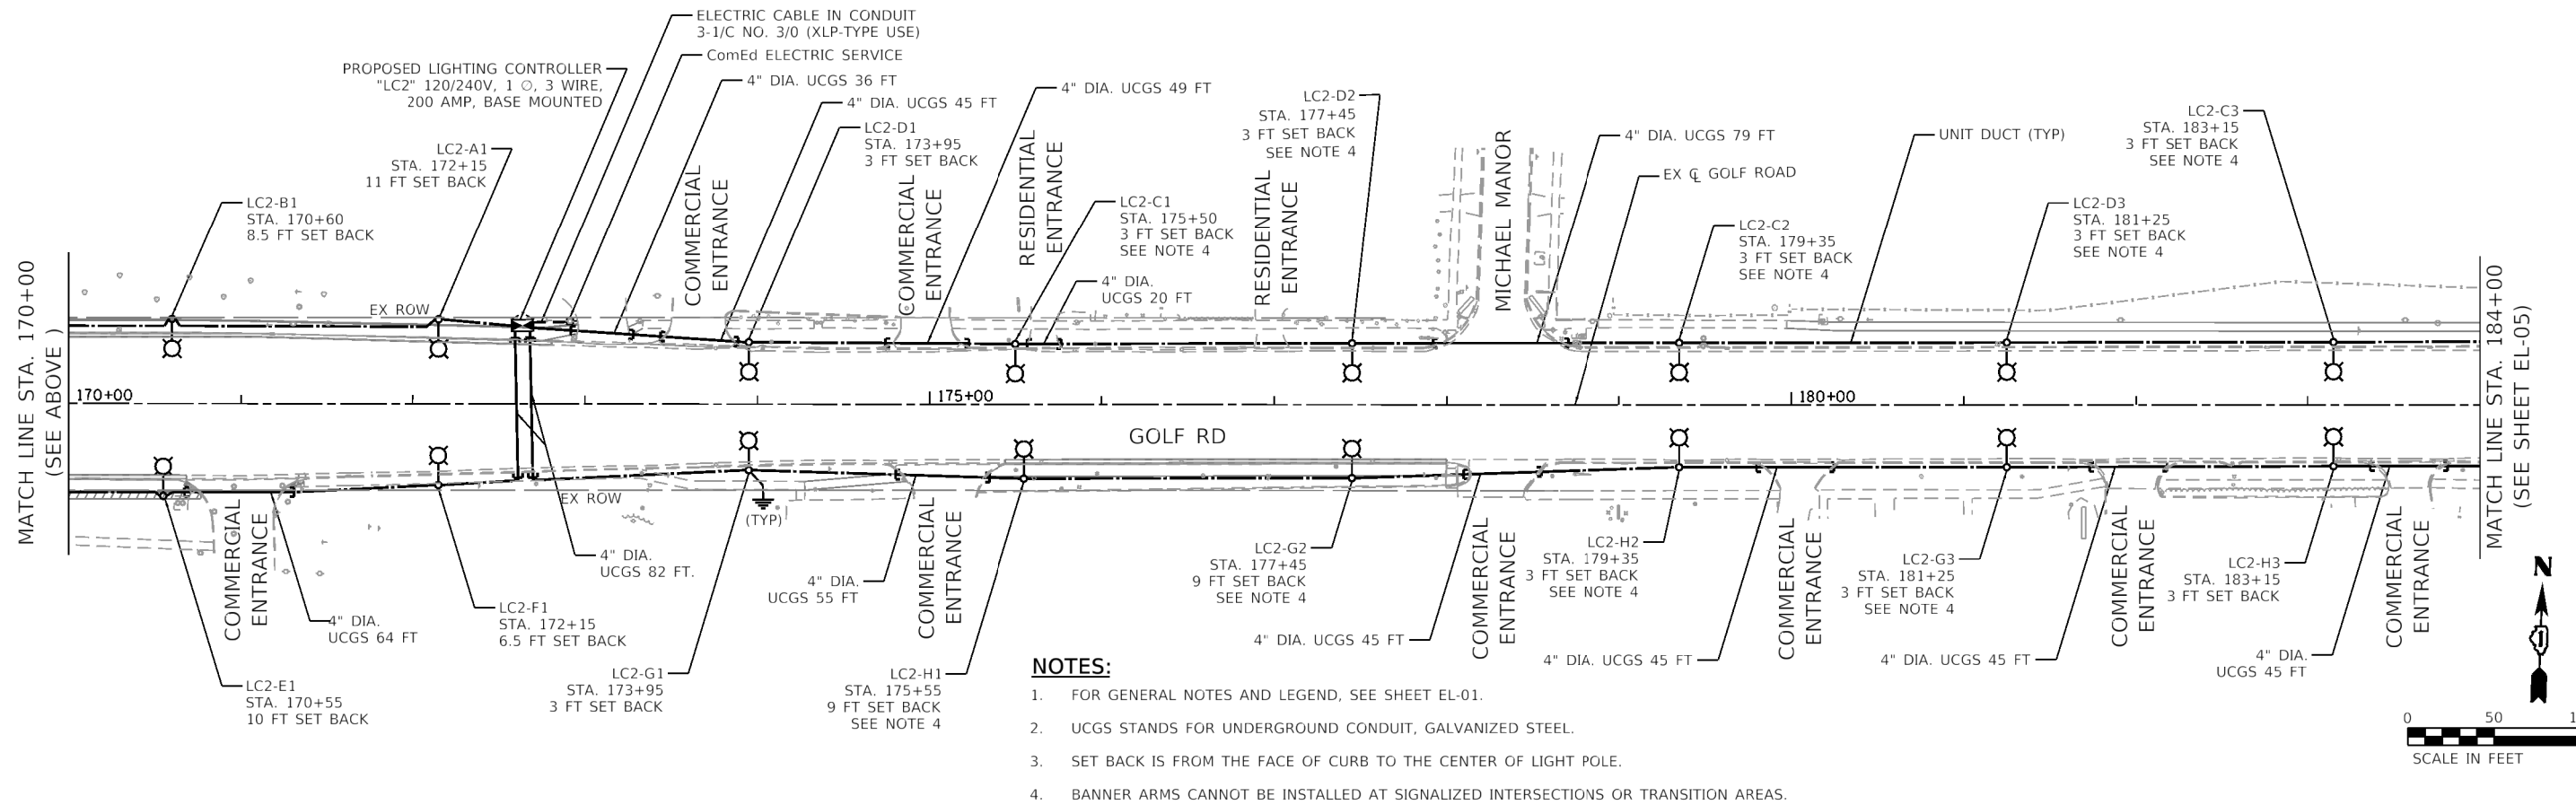 ELECTRIC CABLE IN CONDUIT
3-1/C NO. 3/0 (XLP-TYPE USE)
ComEd ELECTRIC SERVICE
PROPOSED LIGHTING CONTROLLER
"LC2" 120/240V, 1 ∅, 3 WIRE,
200 AMP, BASE MOUNTED
4" DIA. UCGS 36 FT
4" DIA. UCGS 45 FT
LC2-D1
STA. 173+95
3 FT SET BACK
4" DIA. UCGS 49 FT
LC2-D2
STA. 177+45
3 FT SET BACK
SEE NOTE 4
4" DIA. UCGS 79 FT
UNIT DUCT (TYP)
EX ℄ GOLF ROAD
LC2-C3
STA. 183+15
3 FT SET BACK
SEE NOTE 4
LC2-A1
STA. 172+15
11 FT SET BACK
LC2-B1
STA. 170+60
8.5 FT SET BACK
COMMERCIAL
ENTRANCE
COMMERCIAL
ENTRANCE
RESIDENTIAL
ENTRANCE
LC2-C1
STA. 175+50
3 FT SET BACK
SEE NOTE 4
4" DIA.
UCGS 20 FT
RESIDENTIAL
ENTRANCE
MICHAEL MANOR
LC2-C2
STA. 179+35
3 FT SET BACK
SEE NOTE 4
LC2-D3
STA. 181+25
3 FT SET BACK
SEE NOTE 4
MATCH LINE STA. 170+00
(SEE ABOVE )
EX ROW
170+00
175+00
180+00
GOLF RD
MATCH LINE STA. 184+00
(SEE SHEET EL-05)
EX ROW
(TYP)
COMMERCIAL
ENTRANCE
4" DIA.
UCGS 64 FT
LC2-E1
STA. 170+55
10 FT SET BACK
LC2-F1
STA. 172+15
6.5 FT SET BACK
4" DIA.
UCGS 82 FT.
LC2-G1
STA. 173+95
3 FT SET BACK
4" DIA.
UCGS 55 FT
COMMERCIAL
ENTRANCE
LC2-H1
STA. 175+55
9 FT SET BACK
SEE NOTE 4
LC2-G2
STA. 177+45
9 FT SET BACK
SEE NOTE 4
4" DIA. UCGS 45 FT
COMMERCIAL
ENTRANCE
LC2-H2
STA. 179+35
3 FT SET BACK
SEE NOTE 4
4" DIA. UCGS 45 FT
COMMERCIAL
ENTRANCE
LC2-G3
STA. 181+25
3 FT SET BACK
SEE NOTE 4
4" DIA. UCGS 45 FT
COMMERCIAL
ENTRANCE
LC2-H3
STA. 183+15
3 FT SET BACK
4" DIA.
UCGS 45 FT
COMMERCIAL
ENTRANCE
N
0 50
SCALE IN FEET
NOTES:
1. FOR GENERAL NOTES AND LEGEND, SEE SHEET EL-01.
2. UCGS STANDS FOR UNDERGROUND CONDUIT, GALVANIZED STEEL.
3. SET BACK IS FROM THE FACE OF CURB TO THE CENTER OF LIGHT POLE.
4. BANNER ARMS CANNOT BE INSTALLED AT SIGNALIZED INTERSECTIONS OR TRANSITION AREAS.